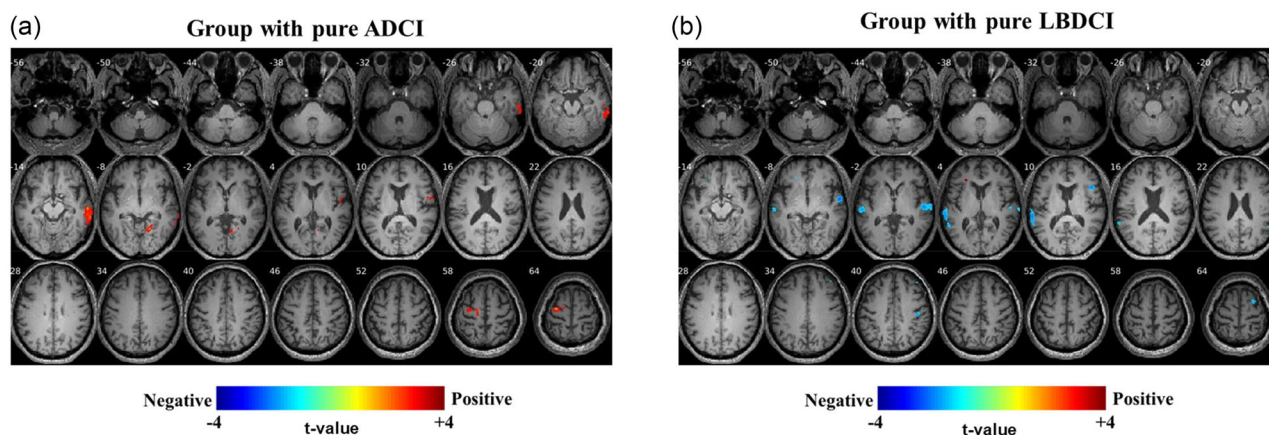 (a)
Group with pure ADCI
-56 -50 -44 -38 -32 -26 -20
-14 -8 -2 4 10 16 22
28 34 40 46 52 58 64
Negative Positive
-4 +4
t-value
(b)
Group with pure LBDCI
-56 -50 -44 -38 -32 -26 -20
-14 -8 -2 4 10 16 22
28 34 40 46 52 58 64
Negative Positive
-4 +4
t-value